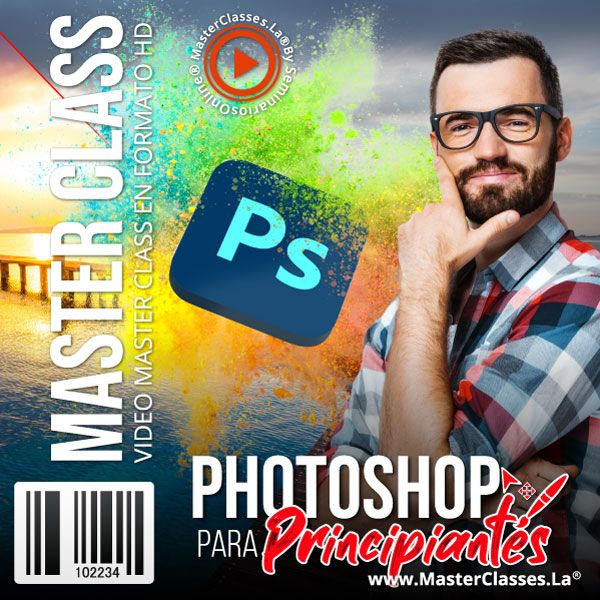 MASTER CLASS
VIDEO MASTER CLASS EN FORMATO HD
MasterClasses.La® By SeminariosOnline®
Ps
102234
PHOTOSHOP
PARA Principiantés
www.MasterClasses.La®